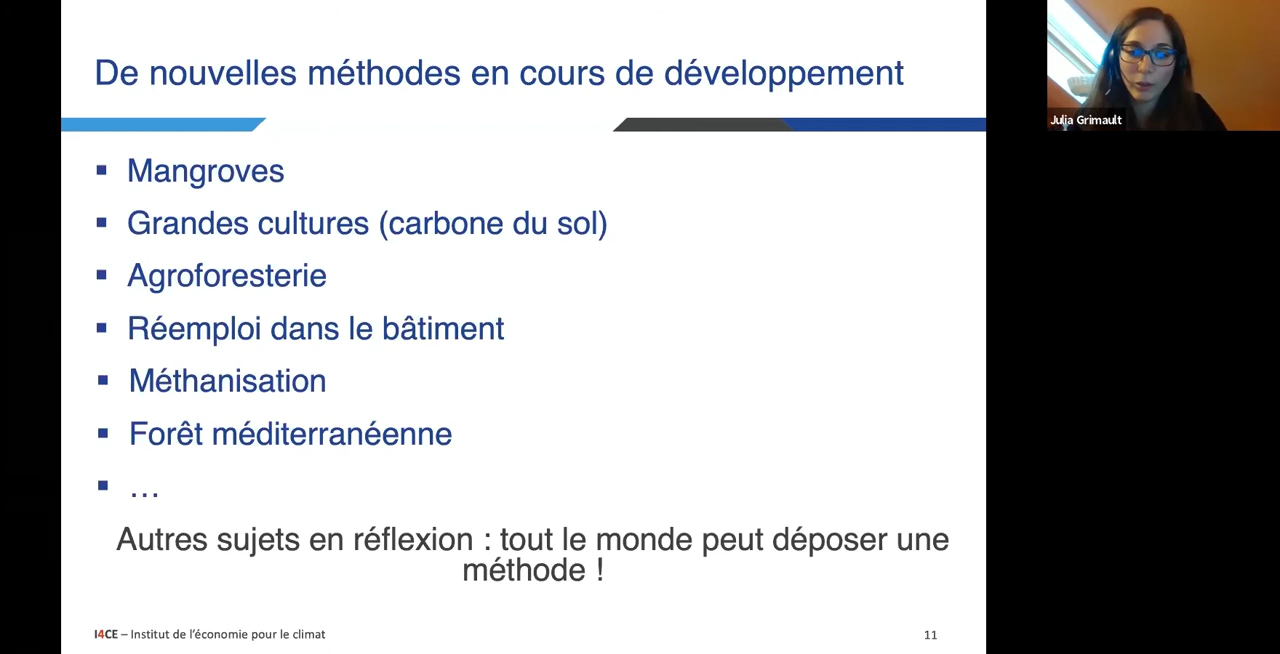 De nouvelles méthodes en cours de développement
Julia Grimault
▪ Mangroves
▪ Grandes cultures (carbone du sol)
▪ Agroforesterie
▪ Réemploi dans le bâtiment
▪ Méthanisation
▪ Forêt méditerranéenne
▪ …
Autres sujets en réflexion : tout le monde peut déposer une
méthode !
I4CE – Institut de l’économie pour le climat
11